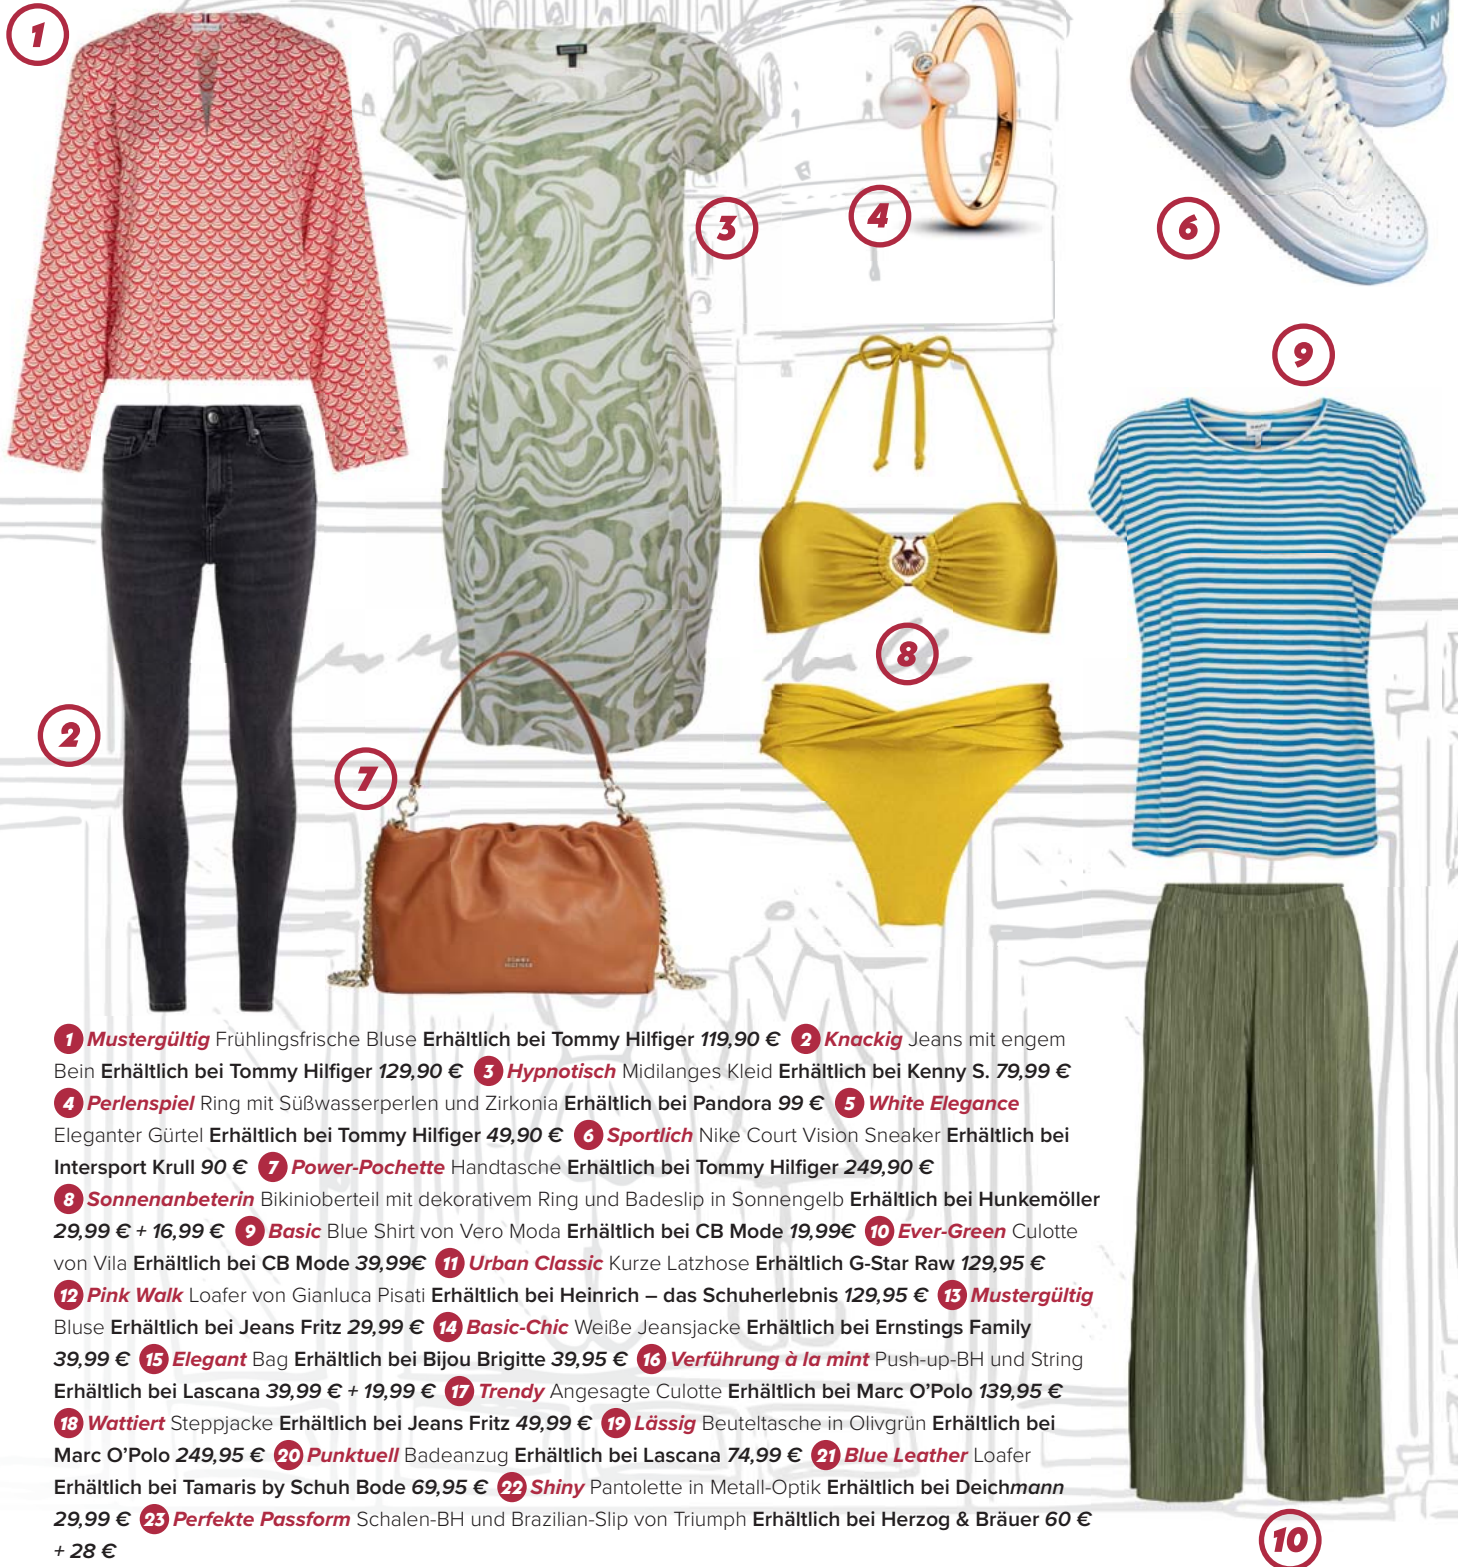 1
NI
PANDORA
3
4
6
9
8
2
7
TOMMY
HILFIGER
1 Mustergültig Frühlingsfrische Bluse Erhältlich bei Tommy Hilfiger 119,90 € 2 Knackig Jeans mit engem
Bein Erhältlich bei Tommy Hilfiger 129,90 € 3 Hypnotisch Midilanges Kleid Erhältlich bei Kenny S. 79,99 €
4 Perlenspiel Ring mit Süßwasserperlen und Zirkonia Erhältlich bei Pandora 99 € 5 White Elegance
Eleganter Gürtel Erhältlich bei Tommy Hilfiger 49,90 € 6 Sportlich Nike Court Vision Sneaker Erhältlich bei
Intersport Krull 90 € 7 Power-Pochette Handtasche Erhältlich bei Tommy Hilfiger 249,90 €
8 Sonnenanbeterin Bikinioberteil mit dekorativem Ring und Badeslip in Sonnengelb Erhältlich bei Hunkemöller
29,99 € + 16,99 € 9 Basic Blue Shirt von Vero Moda Erhältlich bei CB Mode 19,99€ 10 Ever-Green Culotte
von Vila Erhältlich bei CB Mode 39,99€ 11 Urban Classic Kurze Latzhose Erhältlich G-Star Raw 129,95 €
12 Pink Walk Loafer von Gianluca Pisati Erhältlich bei Heinrich – das Schuherlebnis 129,95 € 13 Mustergültig
Bluse Erhältlich bei Jeans Fritz 29,99 € 14 Basic-Chic Weiße Jeansjacke Erhältlich bei Ernstings Family
39,99 € 15 Elegant Bag Erhältlich bei Bijou Brigitte 39,95 € 16 Verführung à la mint Push-up-BH und String
Erhältlich bei Lascana 39,99 € + 19,99 € 17 Trendy Angesagte Culotte Erhältlich bei Marc O’Polo 139,95 €
18 Wattiert Steppjacke Erhältlich bei Jeans Fritz 49,99 € 19 Lässig Beuteltasche in Olivgrün Erhältlich bei
Marc O’Polo 249,95 € 20 Punktuell Badeanzug Erhältlich bei Lascana 74,99 € 21 Blue Leather Loafer
Erhältlich bei Tamaris by Schuh Bode 69,95 € 22 Shiny Pantolette in Metall-Optik Erhältlich bei Deichmann
29,99 € 23 Perfekte Passform Schalen-BH und Brazilian-Slip von Triumph Erhältlich bei Herzog & Bräuer 60 €
+ 28 €
10